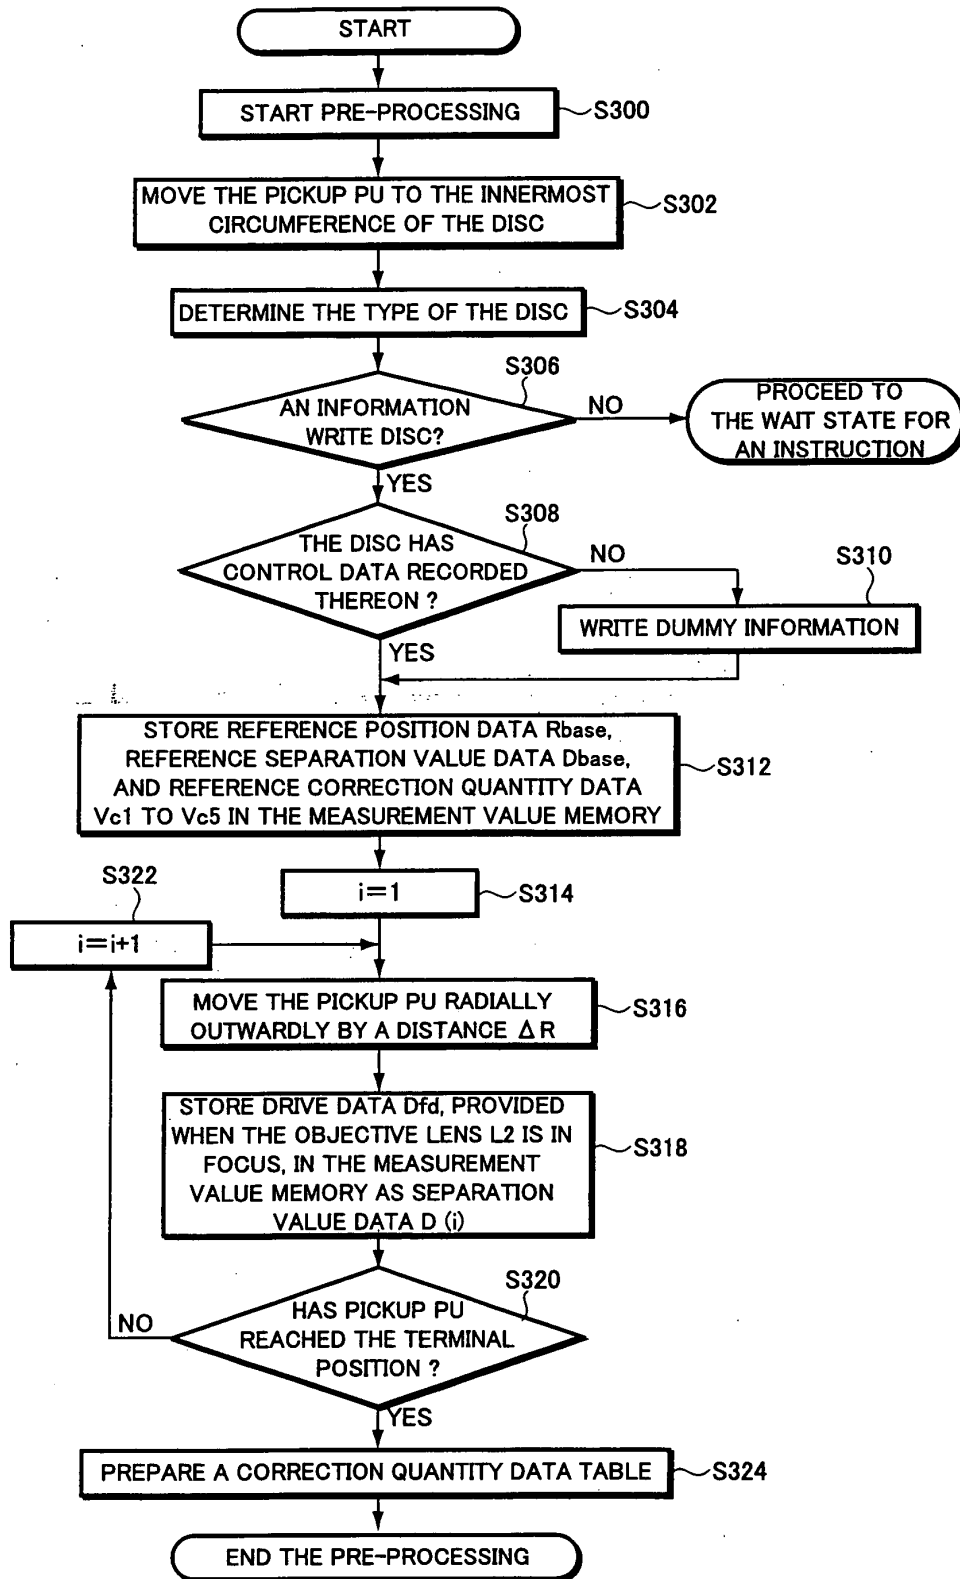 START
START PRE-PROCESSING
S300
MOVE THE PICKUP PU TO THE INNERMOST
CIRCUMFERENCE OF THE DISC
S302
DETERMINE THE TYPE OF THE DISC
S304
S306
AN INFORMATION
WRITE DISC?
NO
PROCEED TO
THE WAIT STATE FOR
AN INSTRUCTION
YES
S308
THE DISC HAS
CONTROL DATA RECORDED
THEREON ?
NO
S310
WRITE DUMMY INFORMATION
YES
STORE REFERENCE POSITION DATA Rbase,
REFERENCE SEPARATION VALUE DATA Dbase,
AND REFERENCE CORRECTION QUANTITY DATA
Vc1 TO Vc5 IN THE MEASUREMENT VALUE MEMORY
S312
i=1
S314
S322
i=i+1
MOVE THE PICKUP PU RADIALLY
OUTWARDLY BY A DISTANCE Δ R
S316
STORE DRIVE DATA Dfd, PROVIDED
WHEN THE OBJECTIVE LENS L2 IS IN
FOCUS, IN THE MEASUREMENT
VALUE MEMORY AS SEPARATION
VALUE DATA D (i)
S318
S320
HAS PICKUP PU
REACHED THE TERMINAL
POSITION ?
NO
YES
PREPARE A CORRECTION QUANTITY DATA TABLE
S324
END THE PRE-PROCESSING